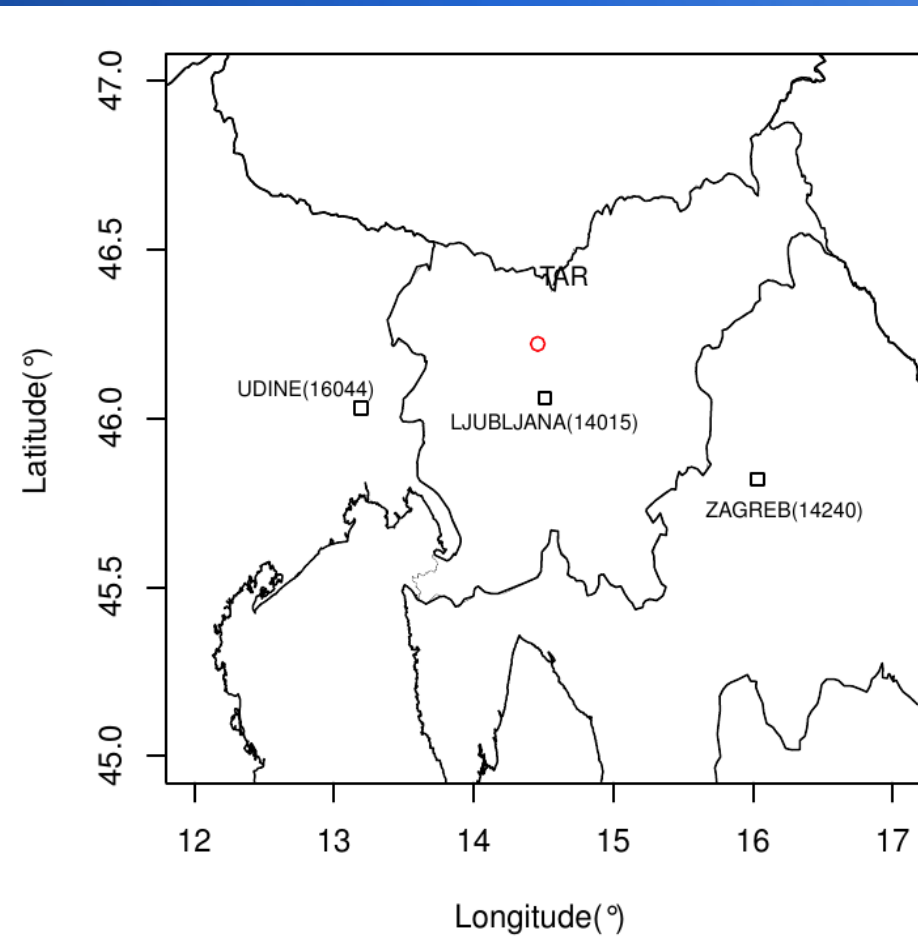 47.0
46.5
46.0
45.5
45.0
Latitude(°)
TAR
UDINE(16044)
LJUBLJANA(14015)
ZAGREB(14240)
12 13 14 15 16 17
Longitude(°)